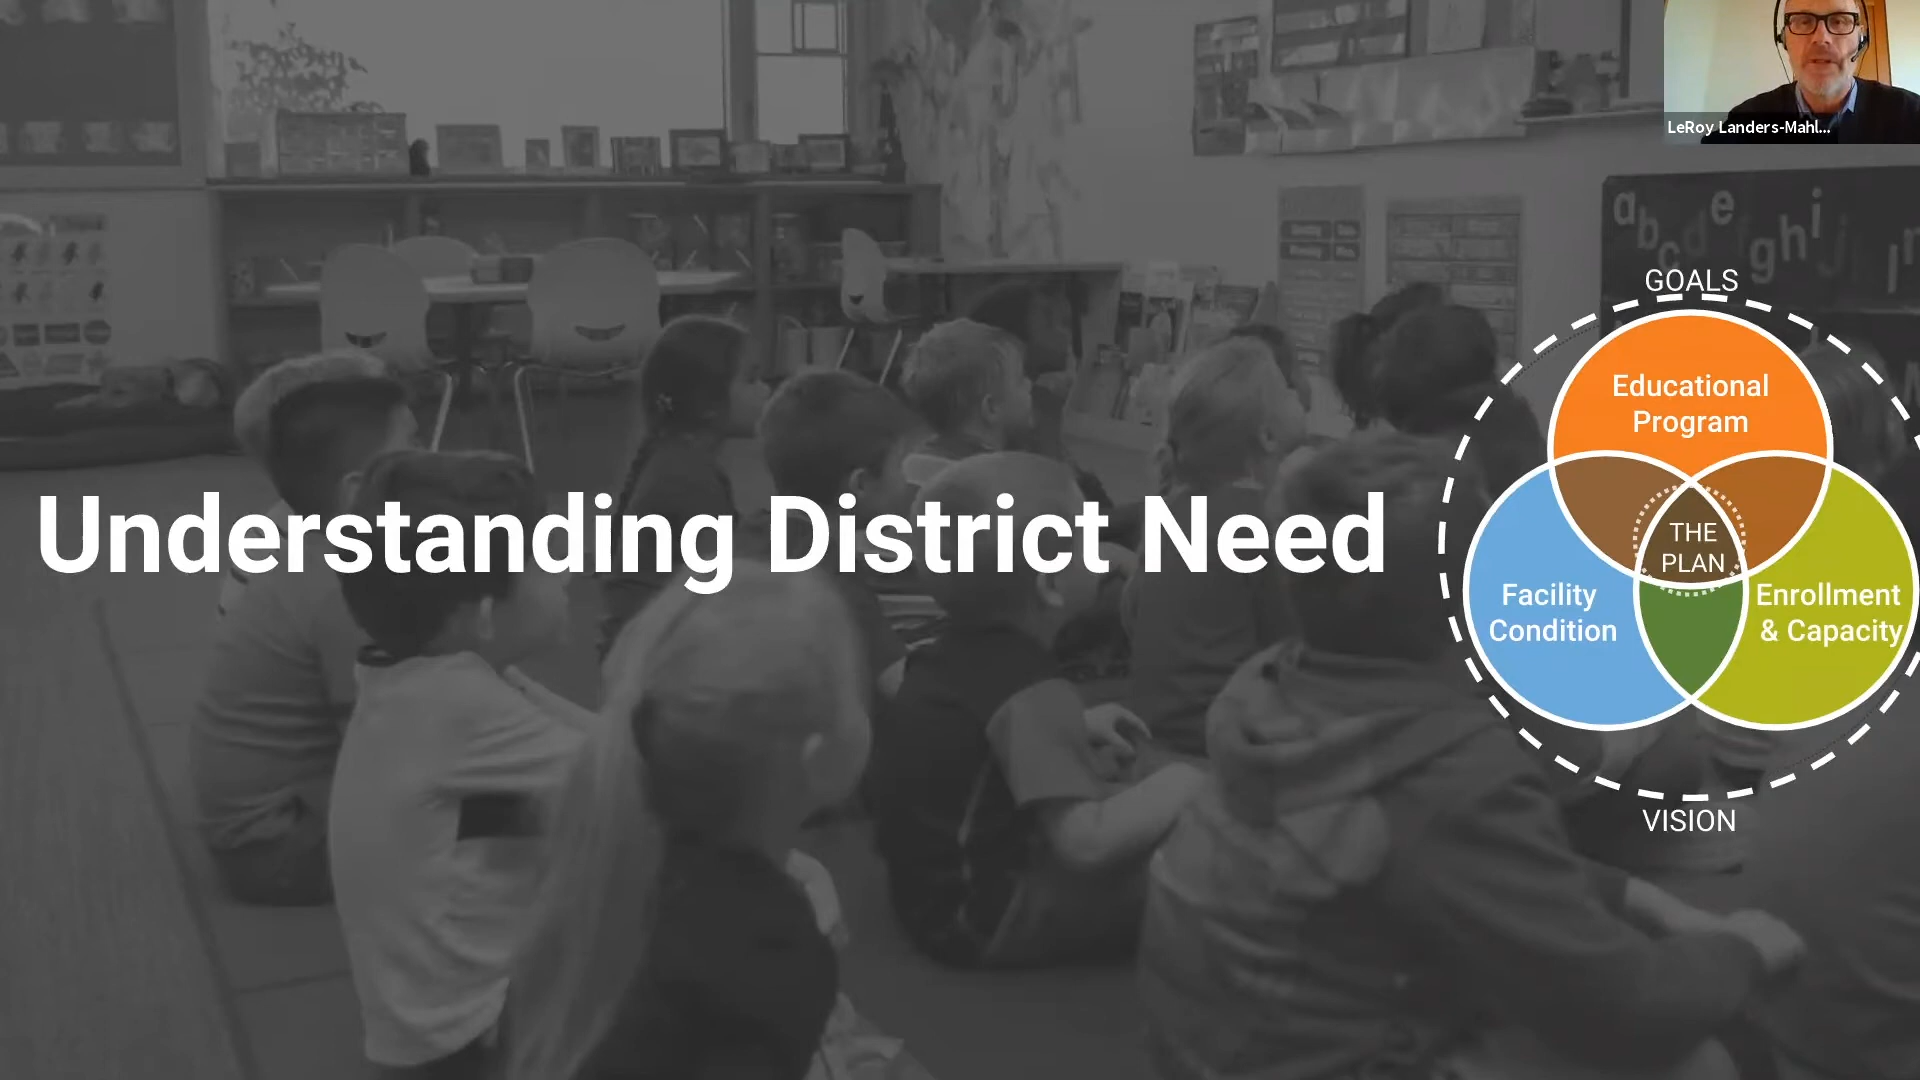 LeRoy Landers-Mahl...
a b c d e
g h i j
GOALS
Educational
Program
Understanding District Need
THE
PLAN
Facility
Condition
Enrollment
& Capacity
VISION